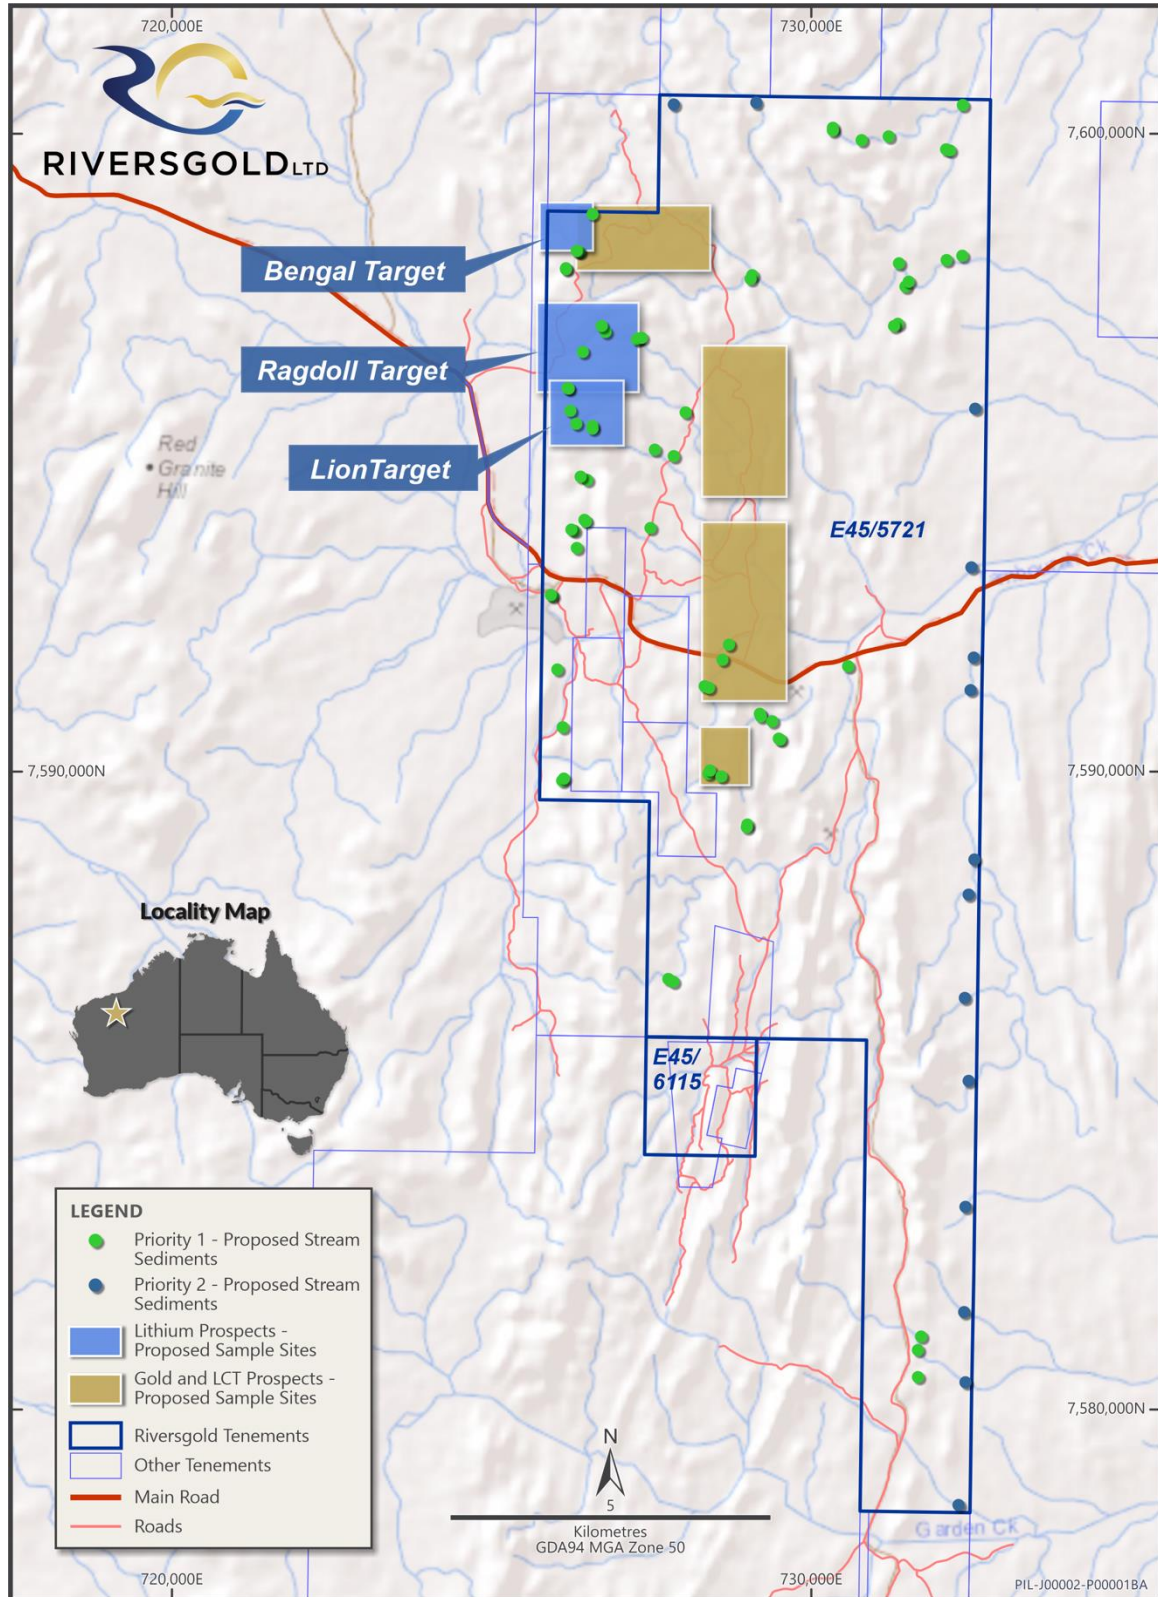 720,000E
730,000E
RIVERSGOLD LTD
7,600,000N
Bengal Target
Ragdoll Target
Red
Granite
Hill
LionTarget
E45/5721
7,590,000N
7,590,000N
Locality Map
E45/
6115
LEGEND
Priority 1 - Proposed Stream
Sediments
Priority 2 - Proposed Stream
Sediments
Lithium Prospects -
Proposed Sample Sites
Gold and LCT Prospects -
Proposed Sample Sites
Riversgold Tenements
Other Tenements
Main Road
Roads
7,580,000N
N
5
Kilometres
GDA94 MGA Zone 50
Garden Ck
720,000E
730,000E
PIL-J00002-P00001BA